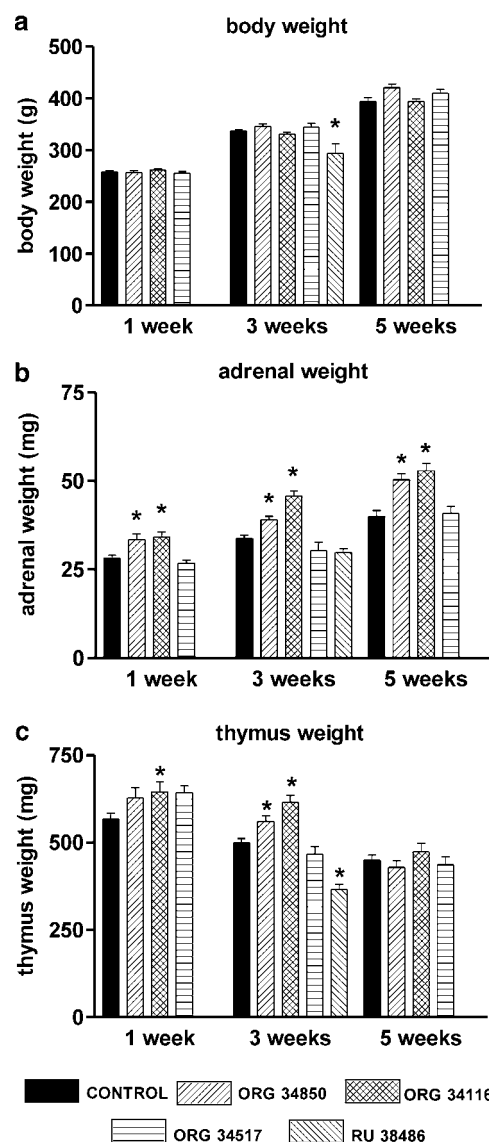 a
body weight
body weight (g)
500
400
300
200
100
0
*
1 week
3 weeks
5 weeks
b
adrenal weight
adrenal weight (mg)
75
50
25
0
* *
* *
* *
1 week
3 weeks
5 weeks
c
thymus weight
thymus weight (mg)
750
500
250
0
*
* *
*
1 week
3 weeks
5 weeks
CONTROL
ORG 34850
ORG 34116
ORG 34517
RU 38486